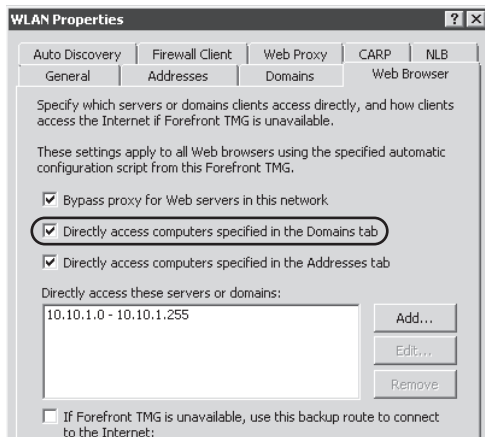 WLAN Properties
? X
Auto Discovery Firewall Client Web Proxy CARP NLB
General Addresses Domains Web Browser
Specify which servers or domains clients access directly, and how clients
access the Internet if Forefront TMG is unavailable.
These settings apply to all Web browsers using the specified automatic
configuration script from this Forefront TMG.
Bypass proxy for Web servers in this network
Directly access computers specified in the Domains tab
Directly access computers specified in the Addresses tab
Directly access these servers or domains:
10.10.1.0 - 10.10.1.255
Add...
Edit...
Remove
If Forefront TMG is unavailable, use this backup route to connect
to the Internet: